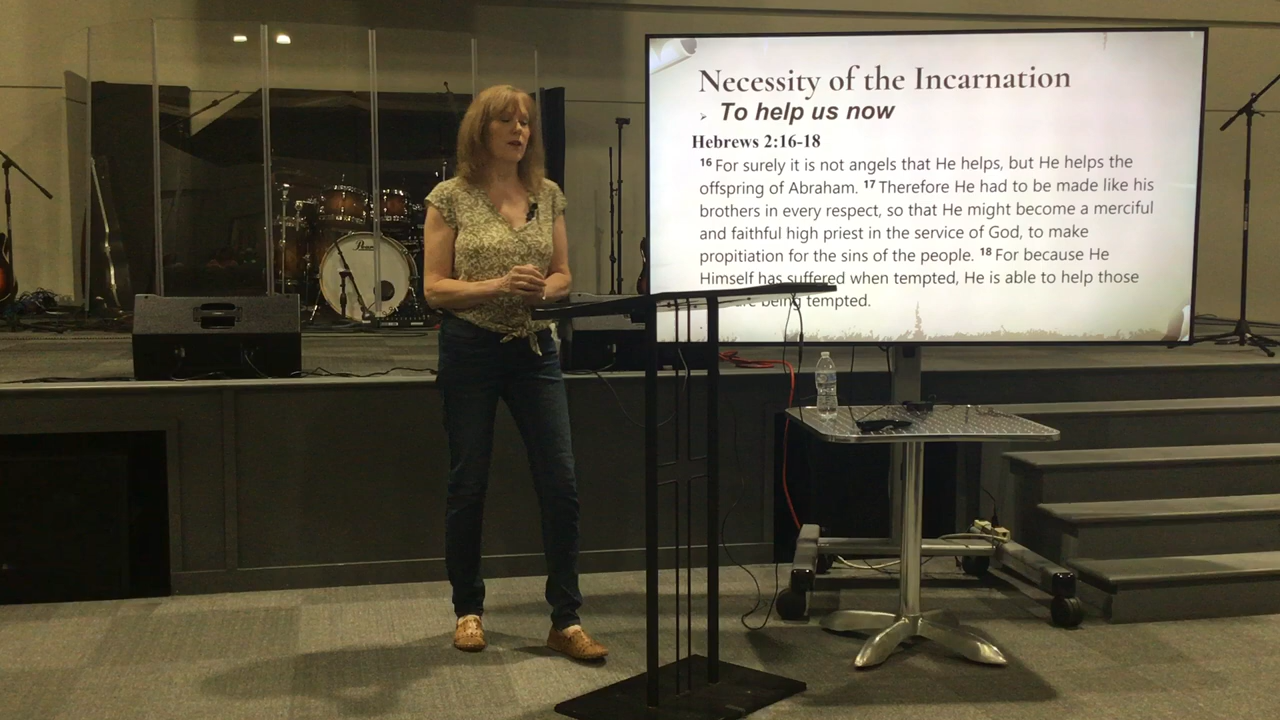 Necessity of the Incarnation
➢ To help us now
Hebrews 2:16-18
16 For surely it is not angels that He helps, but He helps the
offspring of Abraham. 17 Therefore He had to be made like his
brothers in every respect, so that He might become a merciful
and faithful high priest in the service of God, to make
propitiation for the sins of the people. 18 For because He
Himself has suffered when tempted, He is able to help those
being tempted.
Pearl